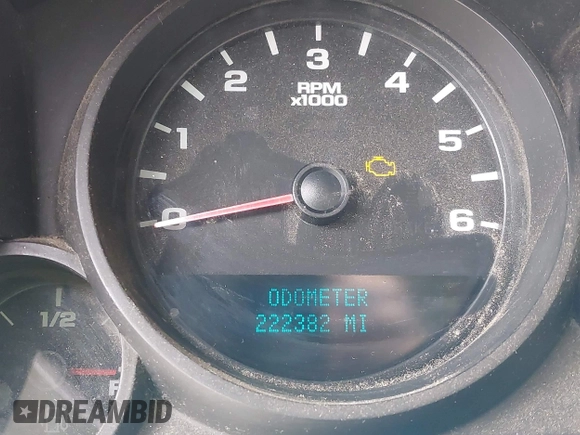 3
2
4
RPM
x1000
1
5
0
6
ODOMETER
222382 MI
1/2
F
DREAMBID